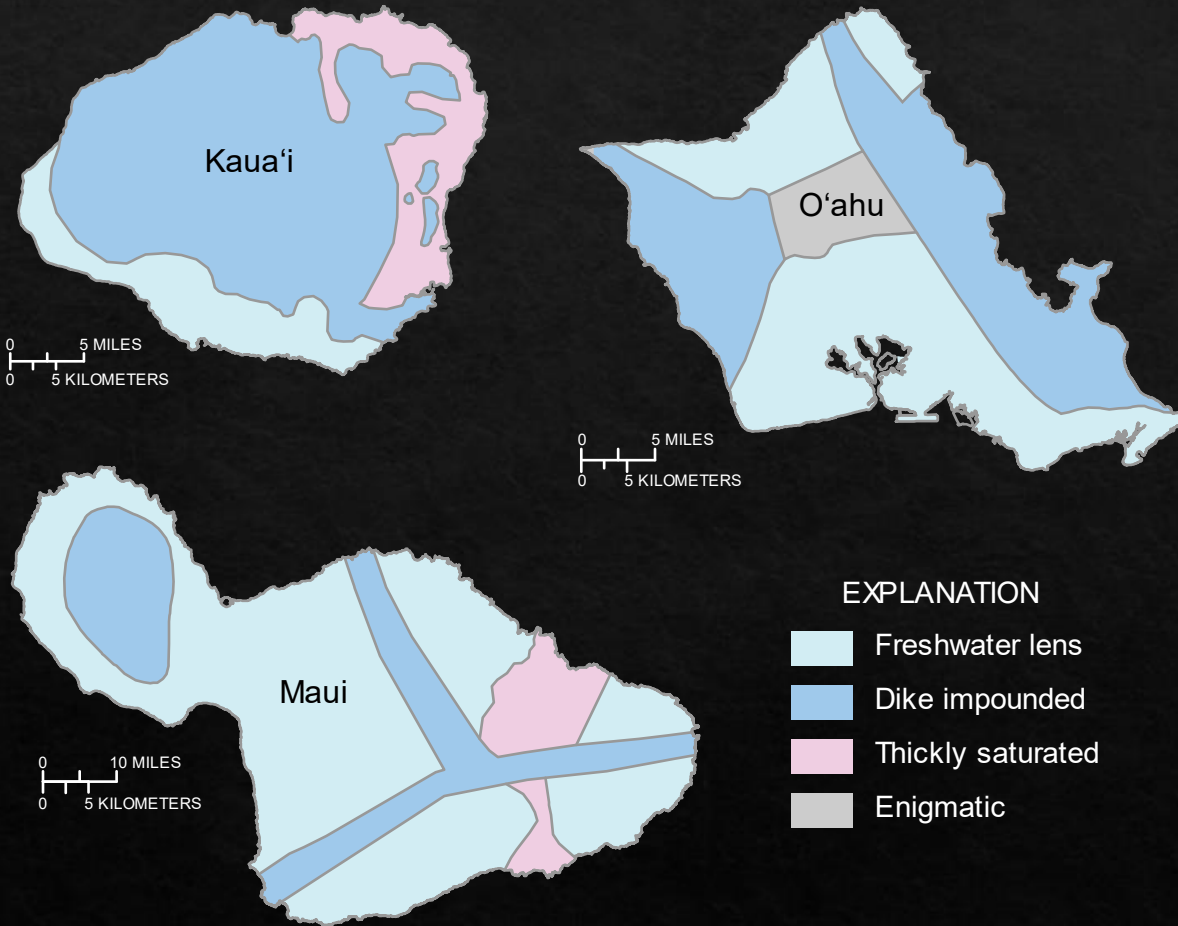 Kaua‘i
0 5 MILES
0 5 KILOMETERS
O‘ahu
0 5 MILES
0 5 KILOMETERS
Maui
0 10 MILES
0 5 KILOMETERS
EXPLANATION
Freshwater lens
Dike impounded
Thickly saturated
Enigmatic